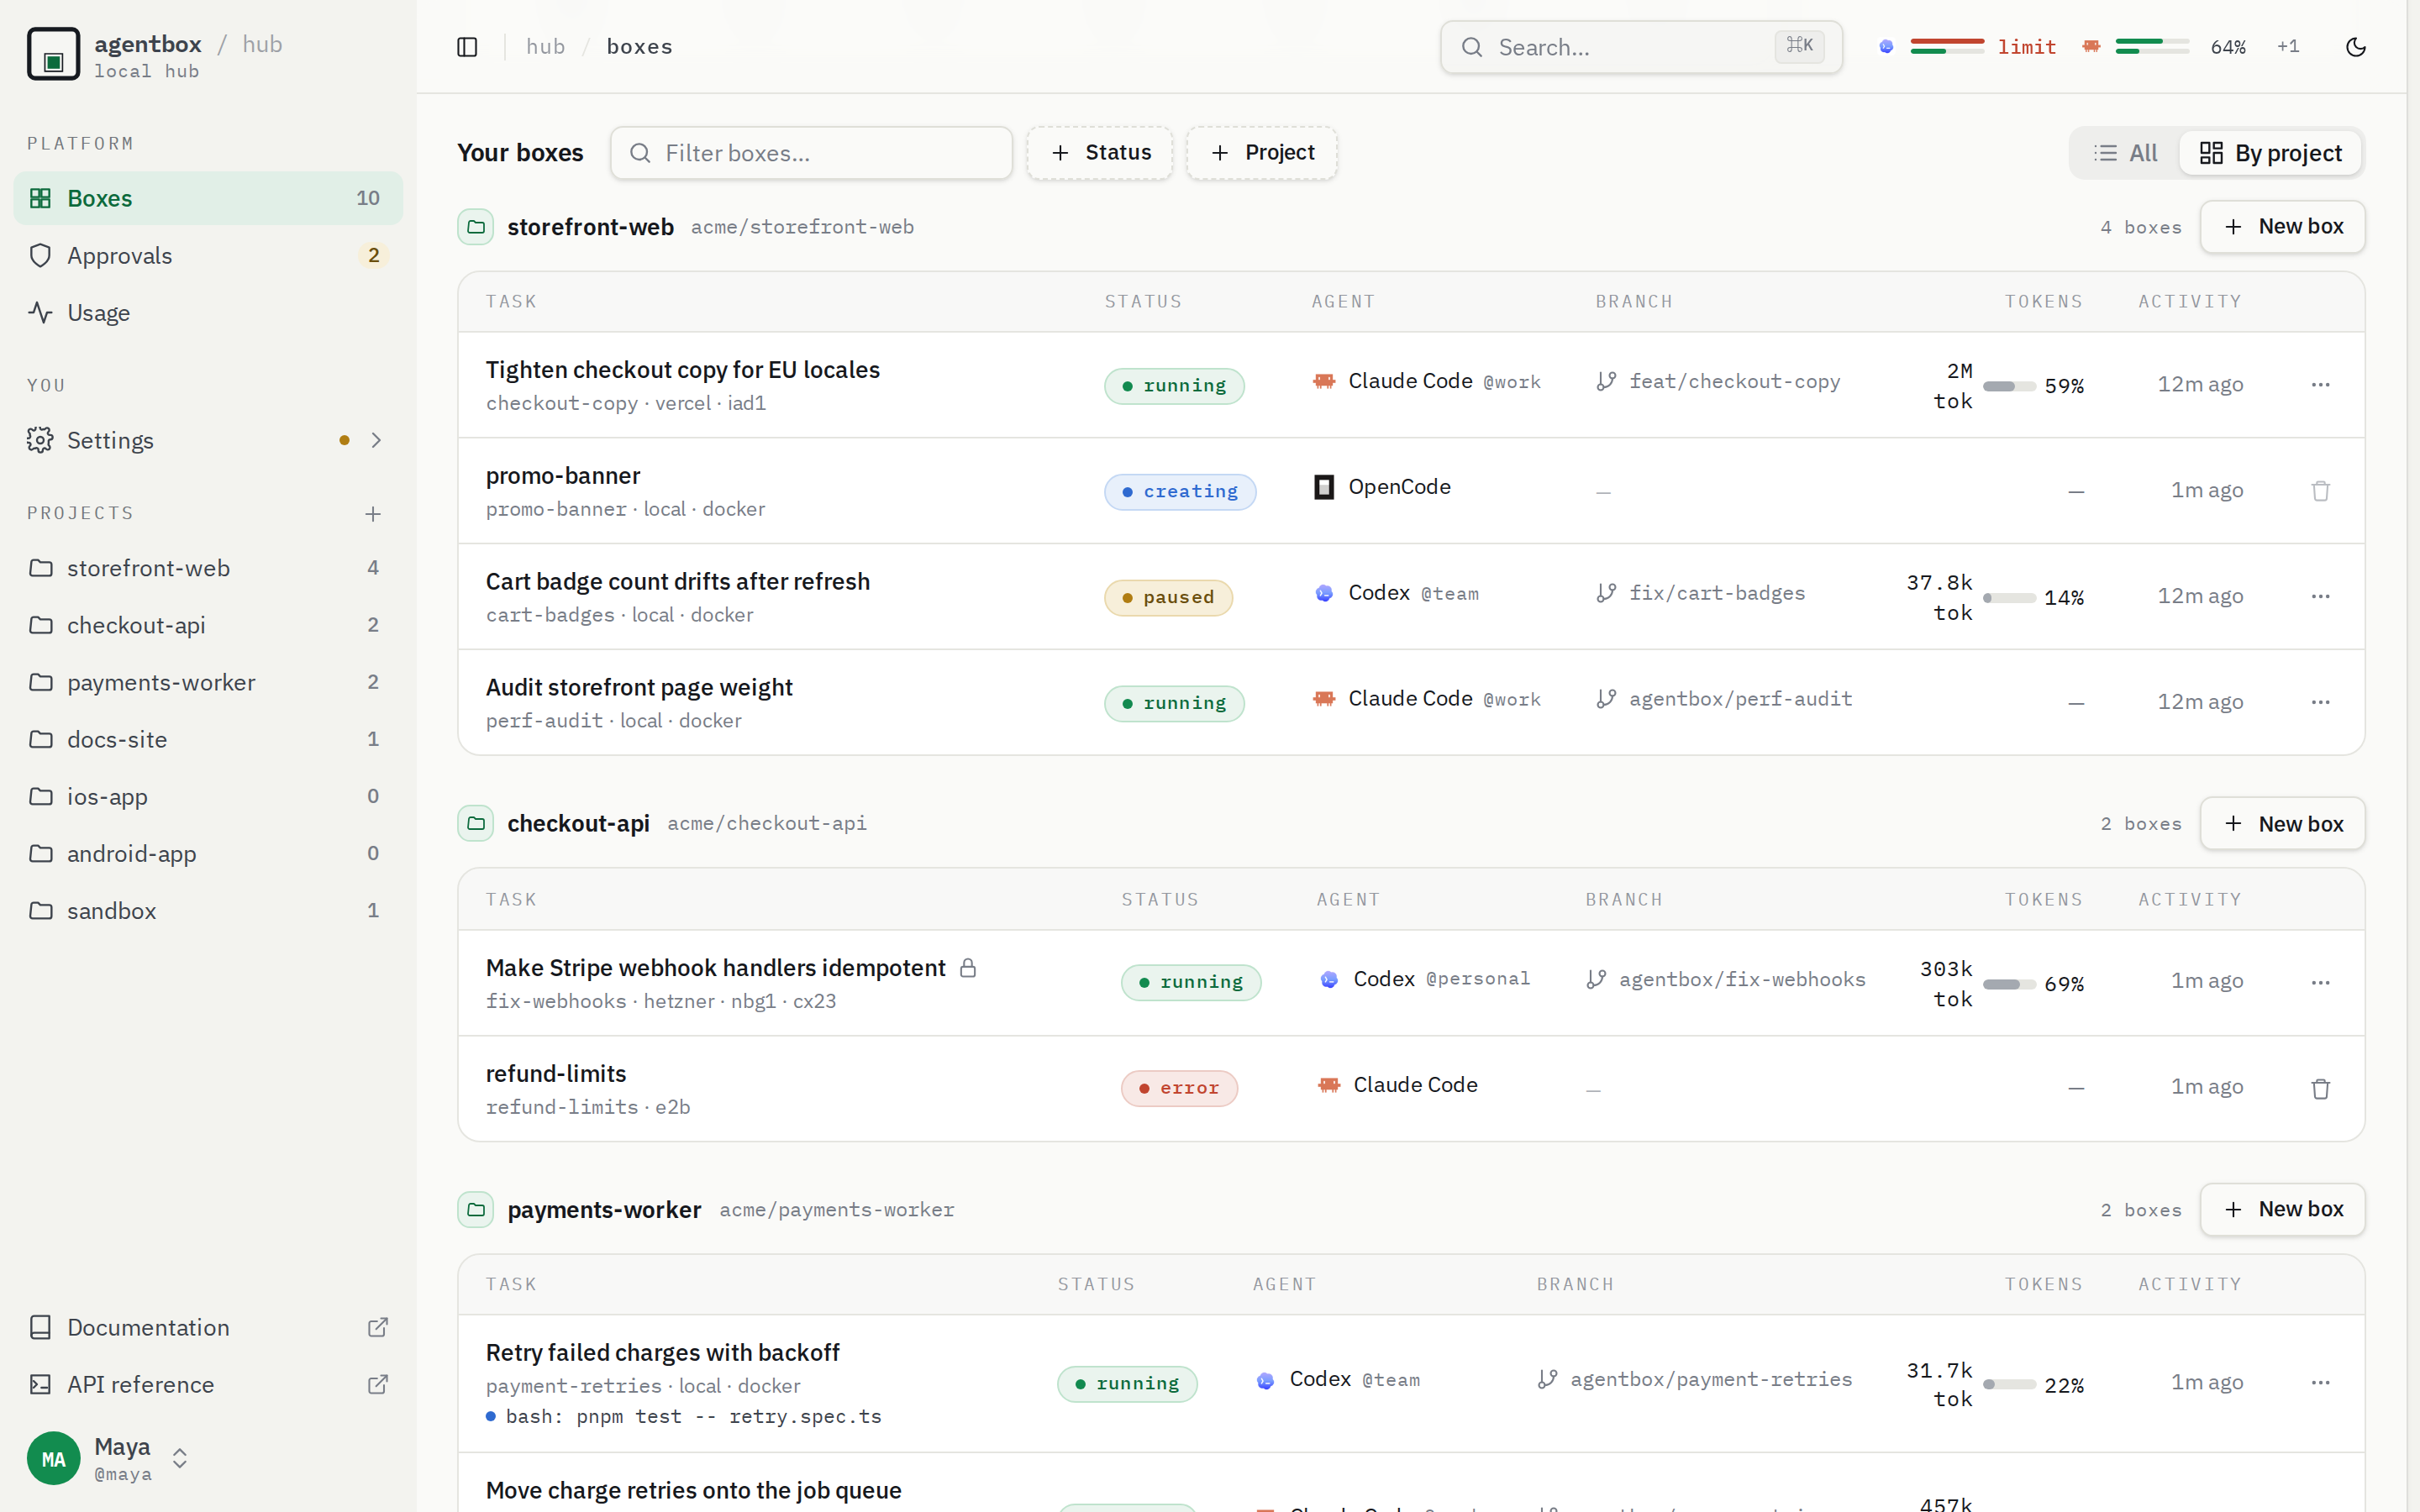 agentbox / hub
local hub
PLATFORM
Boxes 10
Approvals 2
Usage
YOU
Settings
PROJECTS
storefront-web 4
checkout-api 2
payments-worker 2
docs-site 1
ios-app 0
android-app 0
sandbox 1
Documentation
API reference
MA
Maya
@maya
hub / boxes
Search... ⌘K
limit
64%
+1
Your boxes
Filter boxes...
Status
Project
All
By project
storefront-web acme/storefront-web
4 boxes
New box
TASK STATUS AGENT BRANCH TOKENS ACTIVITY
Tighten checkout copy for EU locales
checkout-copy · vercel · iad1
running
Claude Code @work
feat/checkout-copy
2M tok
59%
12m ago
promo-banner
promo-banner · local · docker
creating
OpenCode
—
—
1m ago
Cart badge count drifts after refresh
cart-badges · local · docker
paused
Codex @team
fix/cart-badges
37.8k tok
14%
12m ago
Audit storefront page weight
perf-audit · local · docker
running
Claude Code @work
agentbox/perf-audit
—
12m ago
checkout-api acme/checkout-api
2 boxes
New box
TASK STATUS AGENT BRANCH TOKENS ACTIVITY
Make Stripe webhook handlers idempotent
fix-webhooks · hetzner · nbg1 · cx23
running
Codex @personal
agentbox/fix-webhooks
303k tok
69%
1m ago
refund-limits
refund-limits · e2b
error
Claude Code
—
—
1m ago
payments-worker acme/payments-worker
2 boxes
New box
TASK STATUS AGENT BRANCH TOKENS ACTIVITY
Retry failed charges with backoff
payment-retries · local · docker
bash: pnpm test -- retry.spec.ts
running
Codex @team
agentbox/payment-retries
31.7k tok
22%
1m ago
Move charge retries onto the job queue
457k